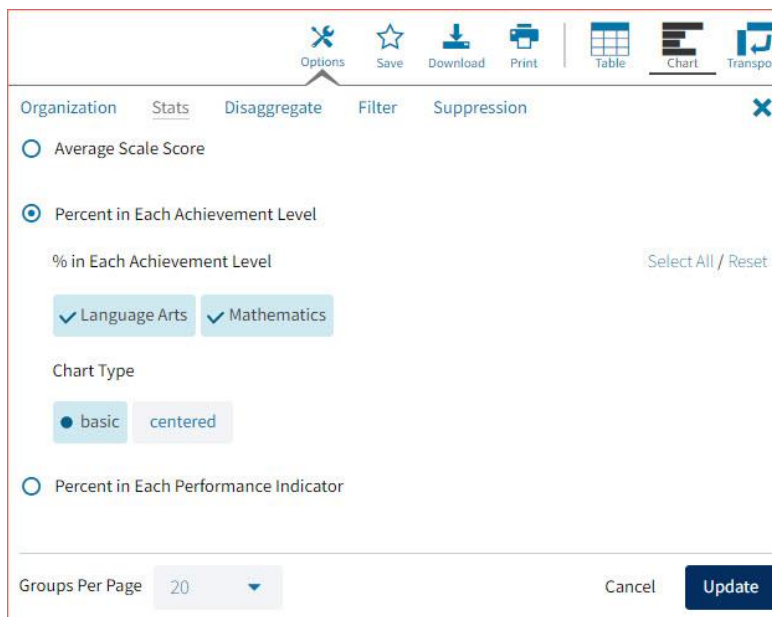 Options Save Download Print Table Chart Transpo
Organization Stats Disaggregate Filter Suppression
Average Scale Score
Percent in Each Achievement Level
% in Each Achievement Level Select All / Reset
Language Arts Mathematics
Chart Type
basic centered
Percent in Each Performance Indicator
Groups Per Page 20 Cancel Update